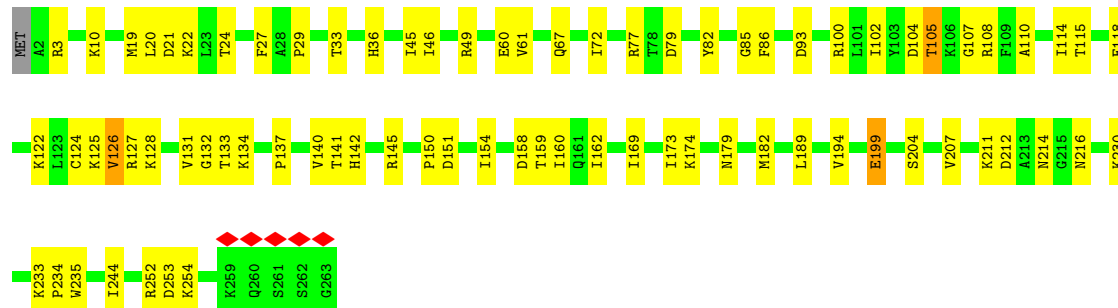 MET A2 R3 K10 M19 L20 D21 K22 L23 T24 F27 A28 P29 T33 H36 I45 I46 R49 E60 V61 Q67 I72 R77 T78 D79 Y82 G85 F86 D93 R100 L101 I102 Y103 D104 T105 K106 G107 R108 F109 A110 I114 T115
K122 L123 C124 K125 V126 R127 K128 V131 G132 T133 K134 P137 V140 T141 H142 R145 P150 D151 I154 D158 T159 I160 Q161 I162 I169 I173 K174 N179 M182 L189 V194 E199 S204 V207 K211 D212 A213 N214 G215 N216
K233 P234 W235 I244 R252 D253 K254 K259 Q260 S261 S262 G263